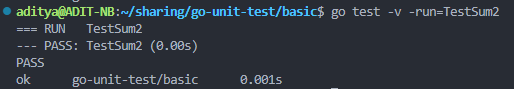 aditya@ADIT-NB:~/sharing/go-unit-test/basic$ go test -v -run=TestSum2
=== RUN   TestSum2
--- PASS: TestSum2 (0.00s)
PASS
ok      go-unit-test/basic      0.001s